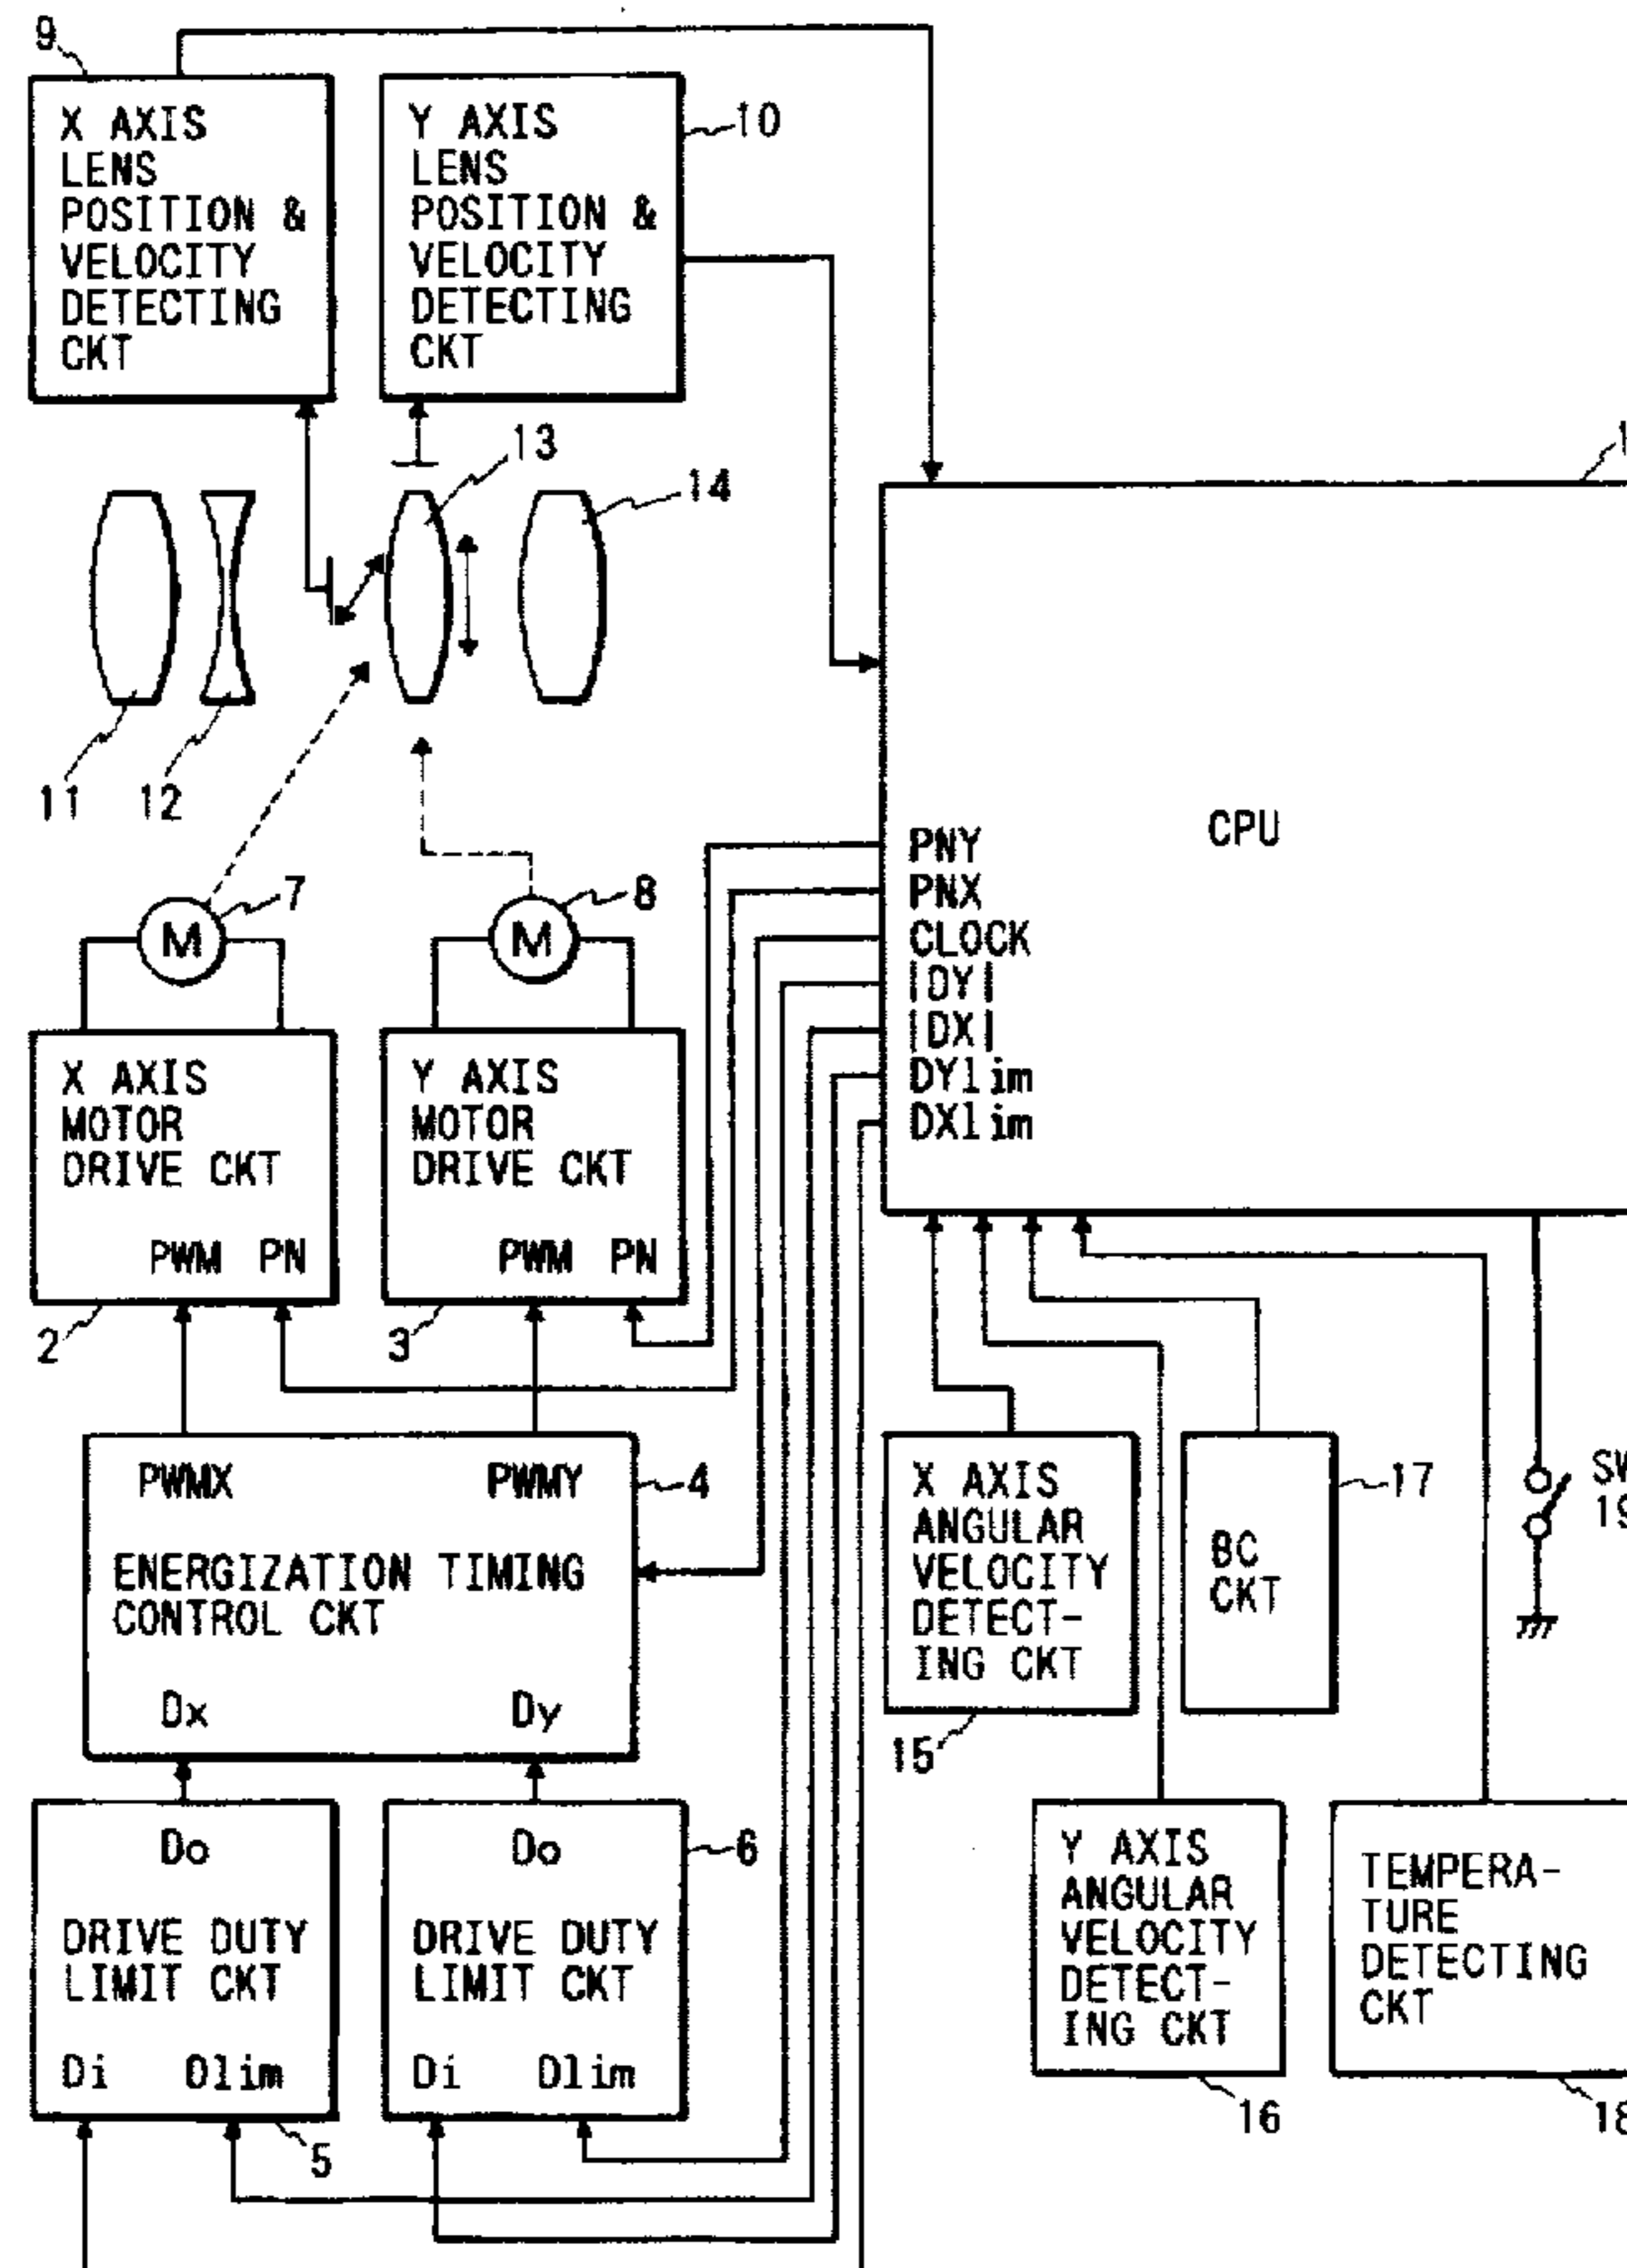 9
X AXIS
LENS
POSITION &
VELOCITY
DETECTING
CKT
Y AXIS
LENS
POSITION &
VELOCITY
DETECTING
CKT
10
13
14
11
12
1
CPU
PNY
PNX
CLOCK
|DY|
|DX|
DYlim
DXlim
M
7
M
8
X AXIS
MOTOR
DRIVE CKT
PWM PN
2
Y AXIS
MOTOR
DRIVE CKT
PWM PN
3
PWMX PWMY
4
ENERGIZATION TIMING
CONTROL CKT
Dx Dy
Do
DRIVE DUTY
LIMIT CKT
Di Dlim
5
Do
DRIVE DUTY
LIMIT CKT
Di Dlim
6
X AXIS
ANGULAR
VELOCITY
DETECT-
ING CKT
15
BC
CKT
17
SW
19
Y AXIS
ANGULAR
VELOCITY
DETECT-
ING CKT
16
TEMPERA-
TURE
DETECTING
CKT
18